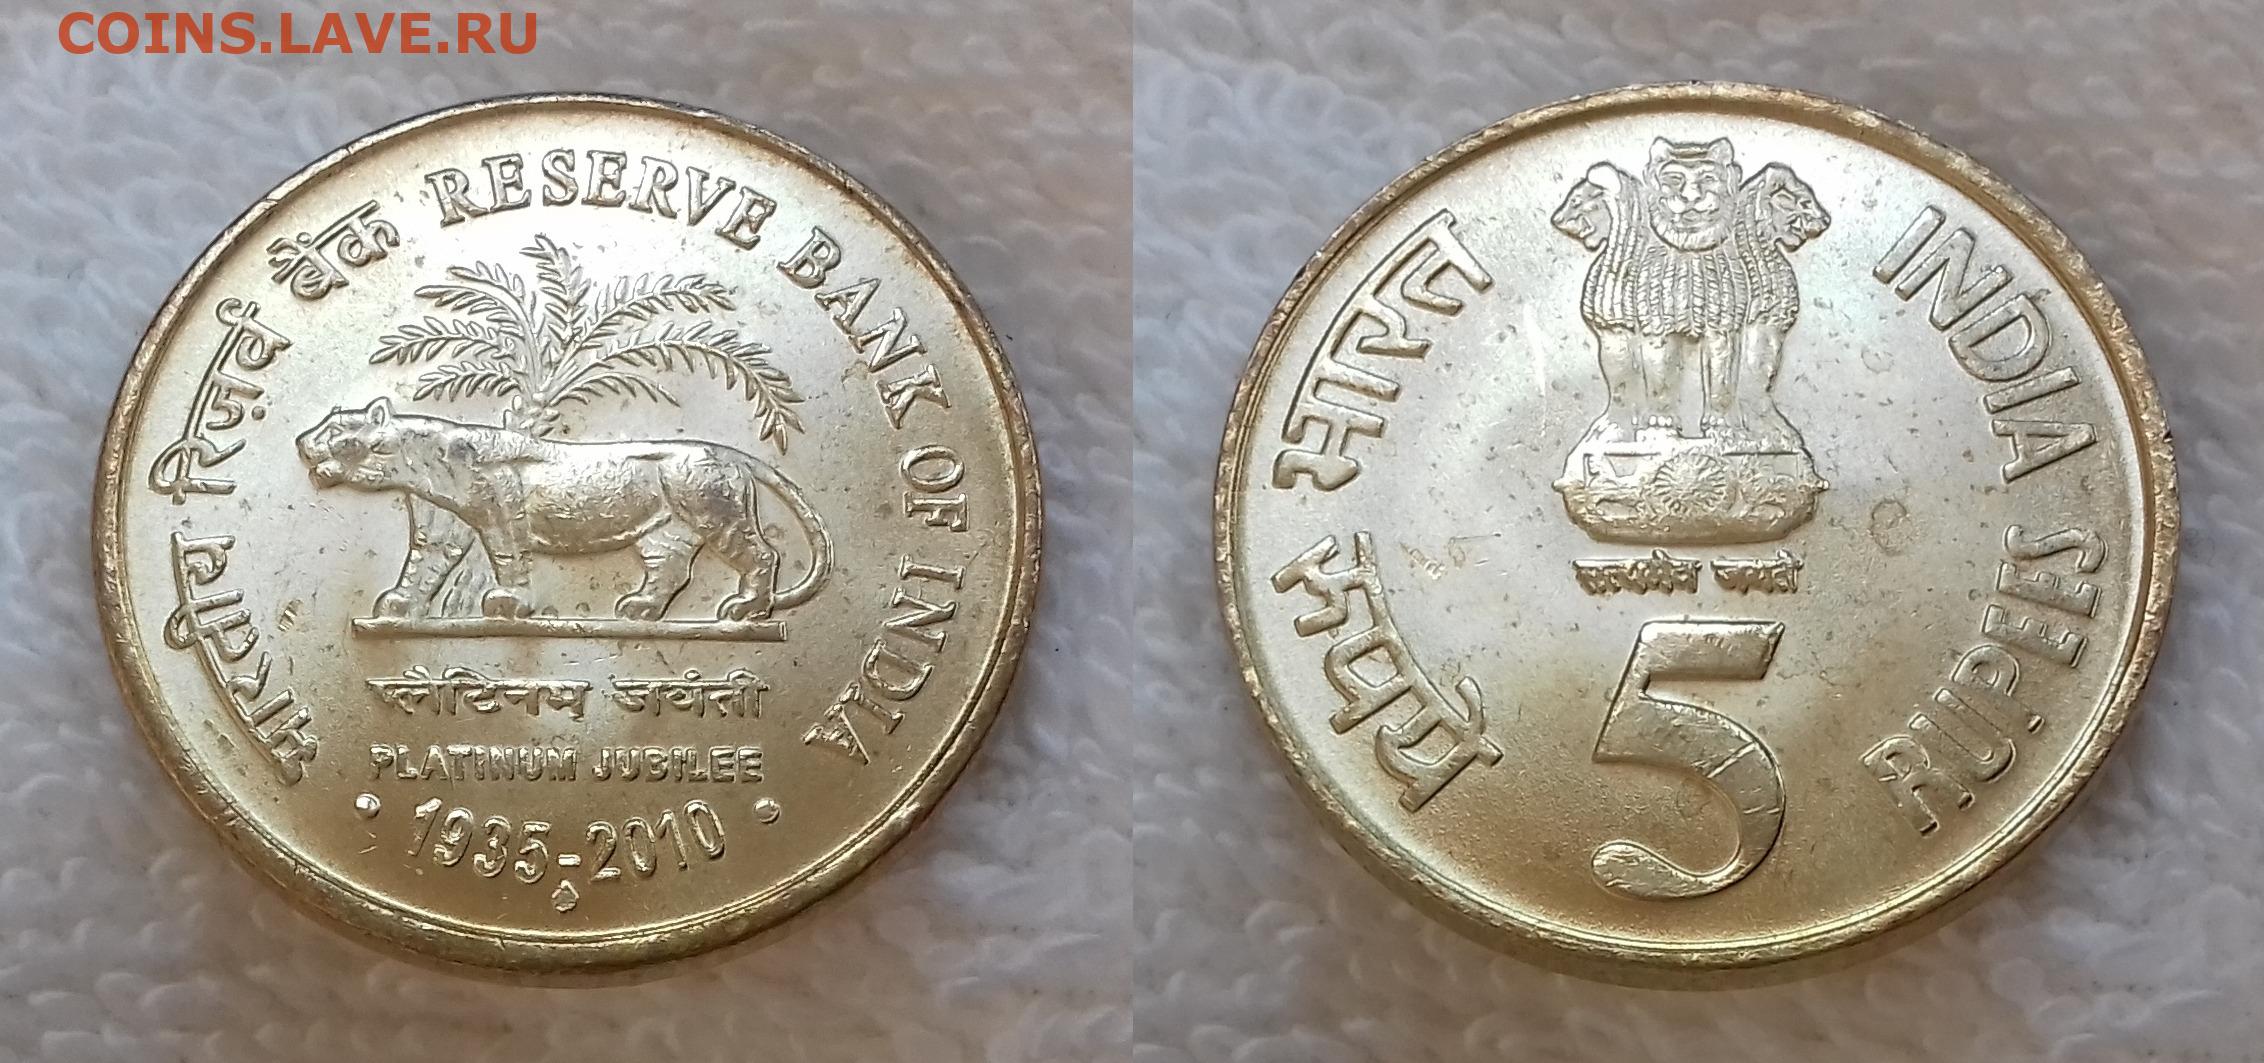 COINS.LAVE.RU
भारतीय रिज़र्व बैंक RESERVE BANK OF INDIA
प्लैटिनम जयंती
PLATINUM JUBILEE
1935-2010
भारत INDIA
सत्यमेव जयते
रुपये RUPEES
5